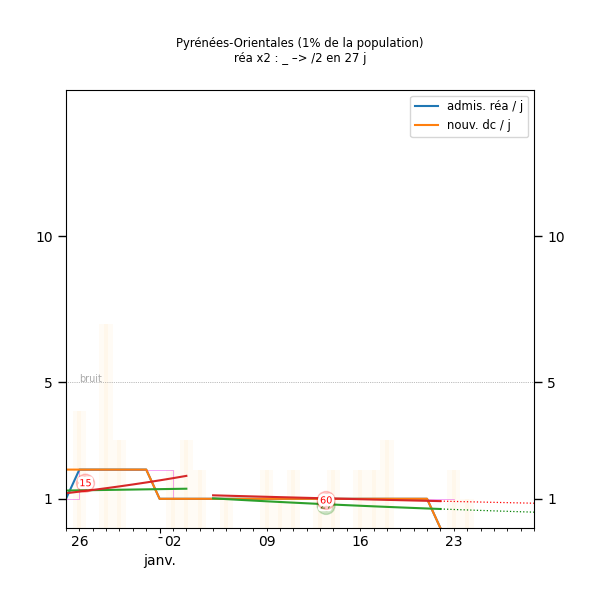 Pyrénées-Orientales (1% de la population)
réa x2 : _ –> /2 en 27 j
admis. réa / j
nouv. dc / j
10
10
bruit
5
5
15
60
1
1
26
02
09
16
23
janv.